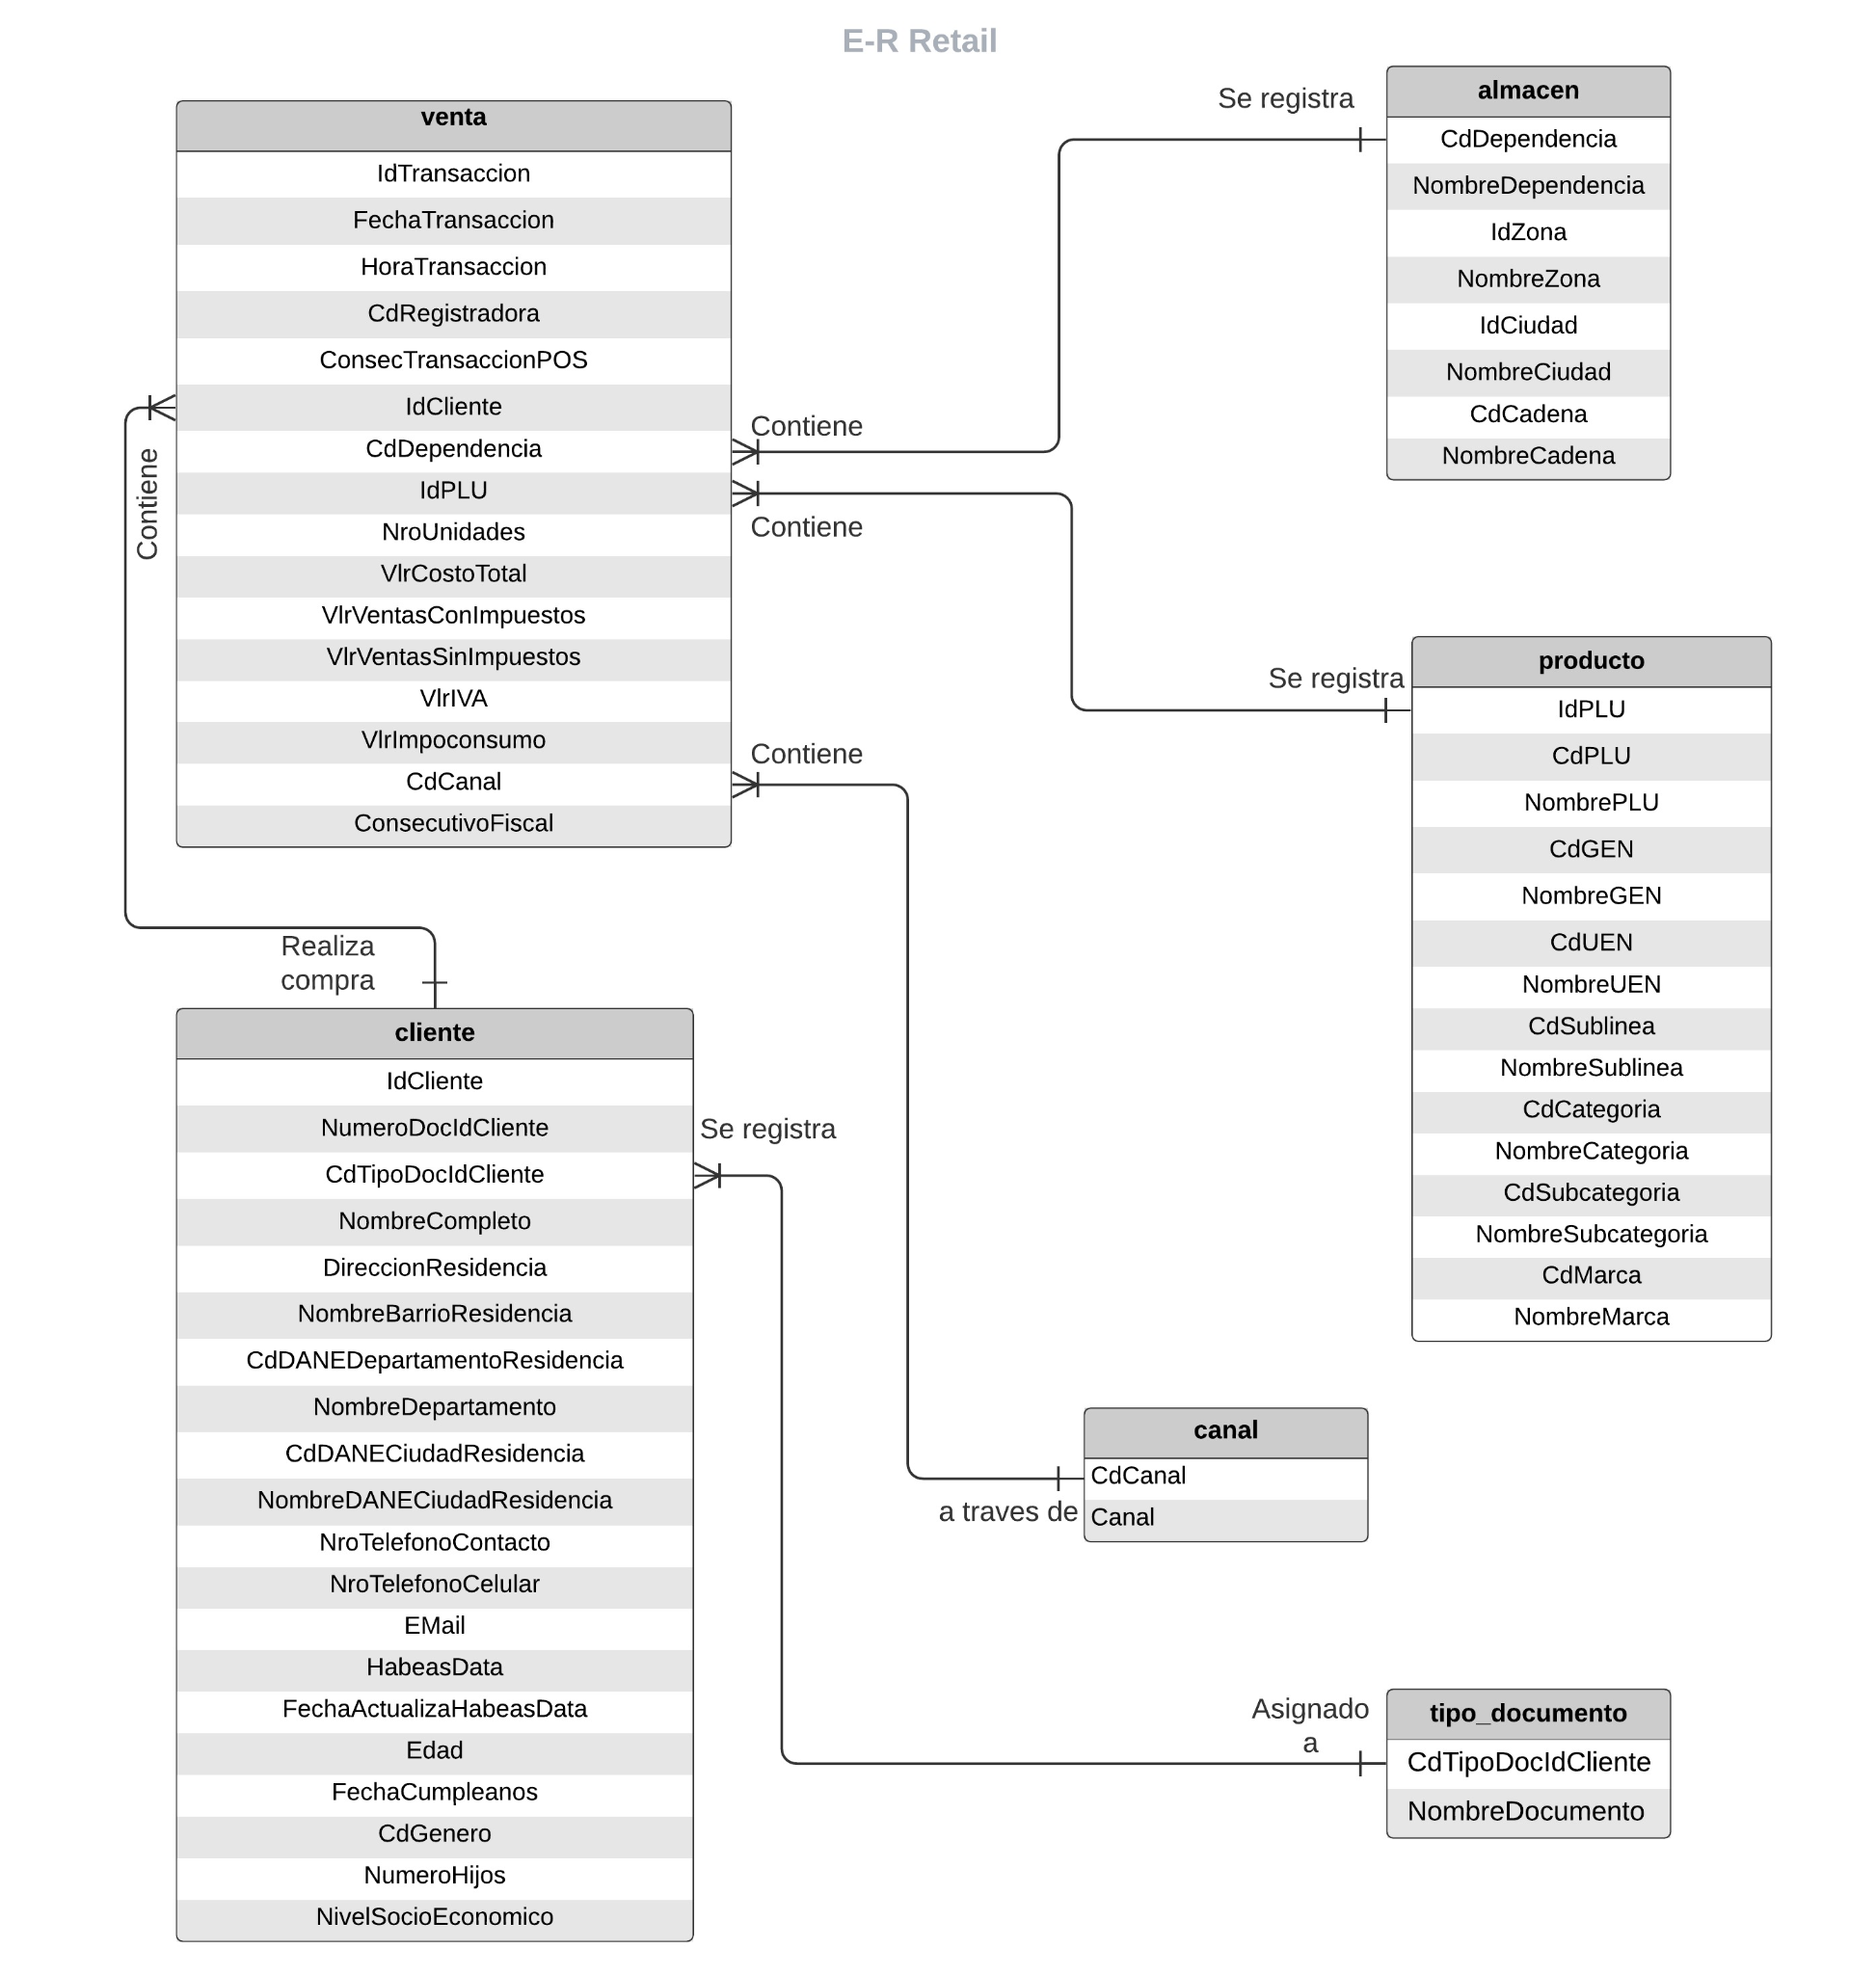 E-R Retail
venta
IdTransaccion
FechaTransaccion
HoraTransaccion
CdRegistradora
ConsecTransaccionPOS
IdCliente
CdDependencia
IdPLU
NroUnidades
VlrCostoTotal
VlrVentasConImpuestos
VlrVentasSinImpuestos
VlrIVA
VlrImpoconsumo
CdCanal
ConsecutivoFiscal
Contiene
Contiene
Contiene
Contiene
Se registra
almacen
CdDependencia
NombreDependencia
IdZona
NombreZona
IdCiudad
NombreCiudad
CdCadena
NombreCadena
Se registra
producto
IdPLU
CdPLU
NombrePLU
CdGEN
NombreGEN
CdUEN
NombreUEN
CdSublinea
NombreSublinea
CdCategoria
NombreCategoria
CdSubcategoria
NombreSubcategoria
CdMarca
NombreMarca
Realiza
compra
cliente
IdCliente
NumeroDocIdCliente
CdTipoDocIdCliente
NombreCompleto
DireccionResidencia
NombreBarrioResidencia
CdDANEDepartamentoResidencia
NombreDepartamento
CdDANECiudadResidencia
NombreDANECiudadResidencia
NroTelefonoContacto
NroTelefonoCelular
EMail
HabeasData
FechaActualizaHabeasData
Edad
FechaCumpleanos
CdGenero
NumeroHijos
NivelSocioEconomico
Se registra
a traves de
canal
CdCanal
Canal
Asignado
a
tipo_documento
CdTipoDocIdCliente
NombreDocumento